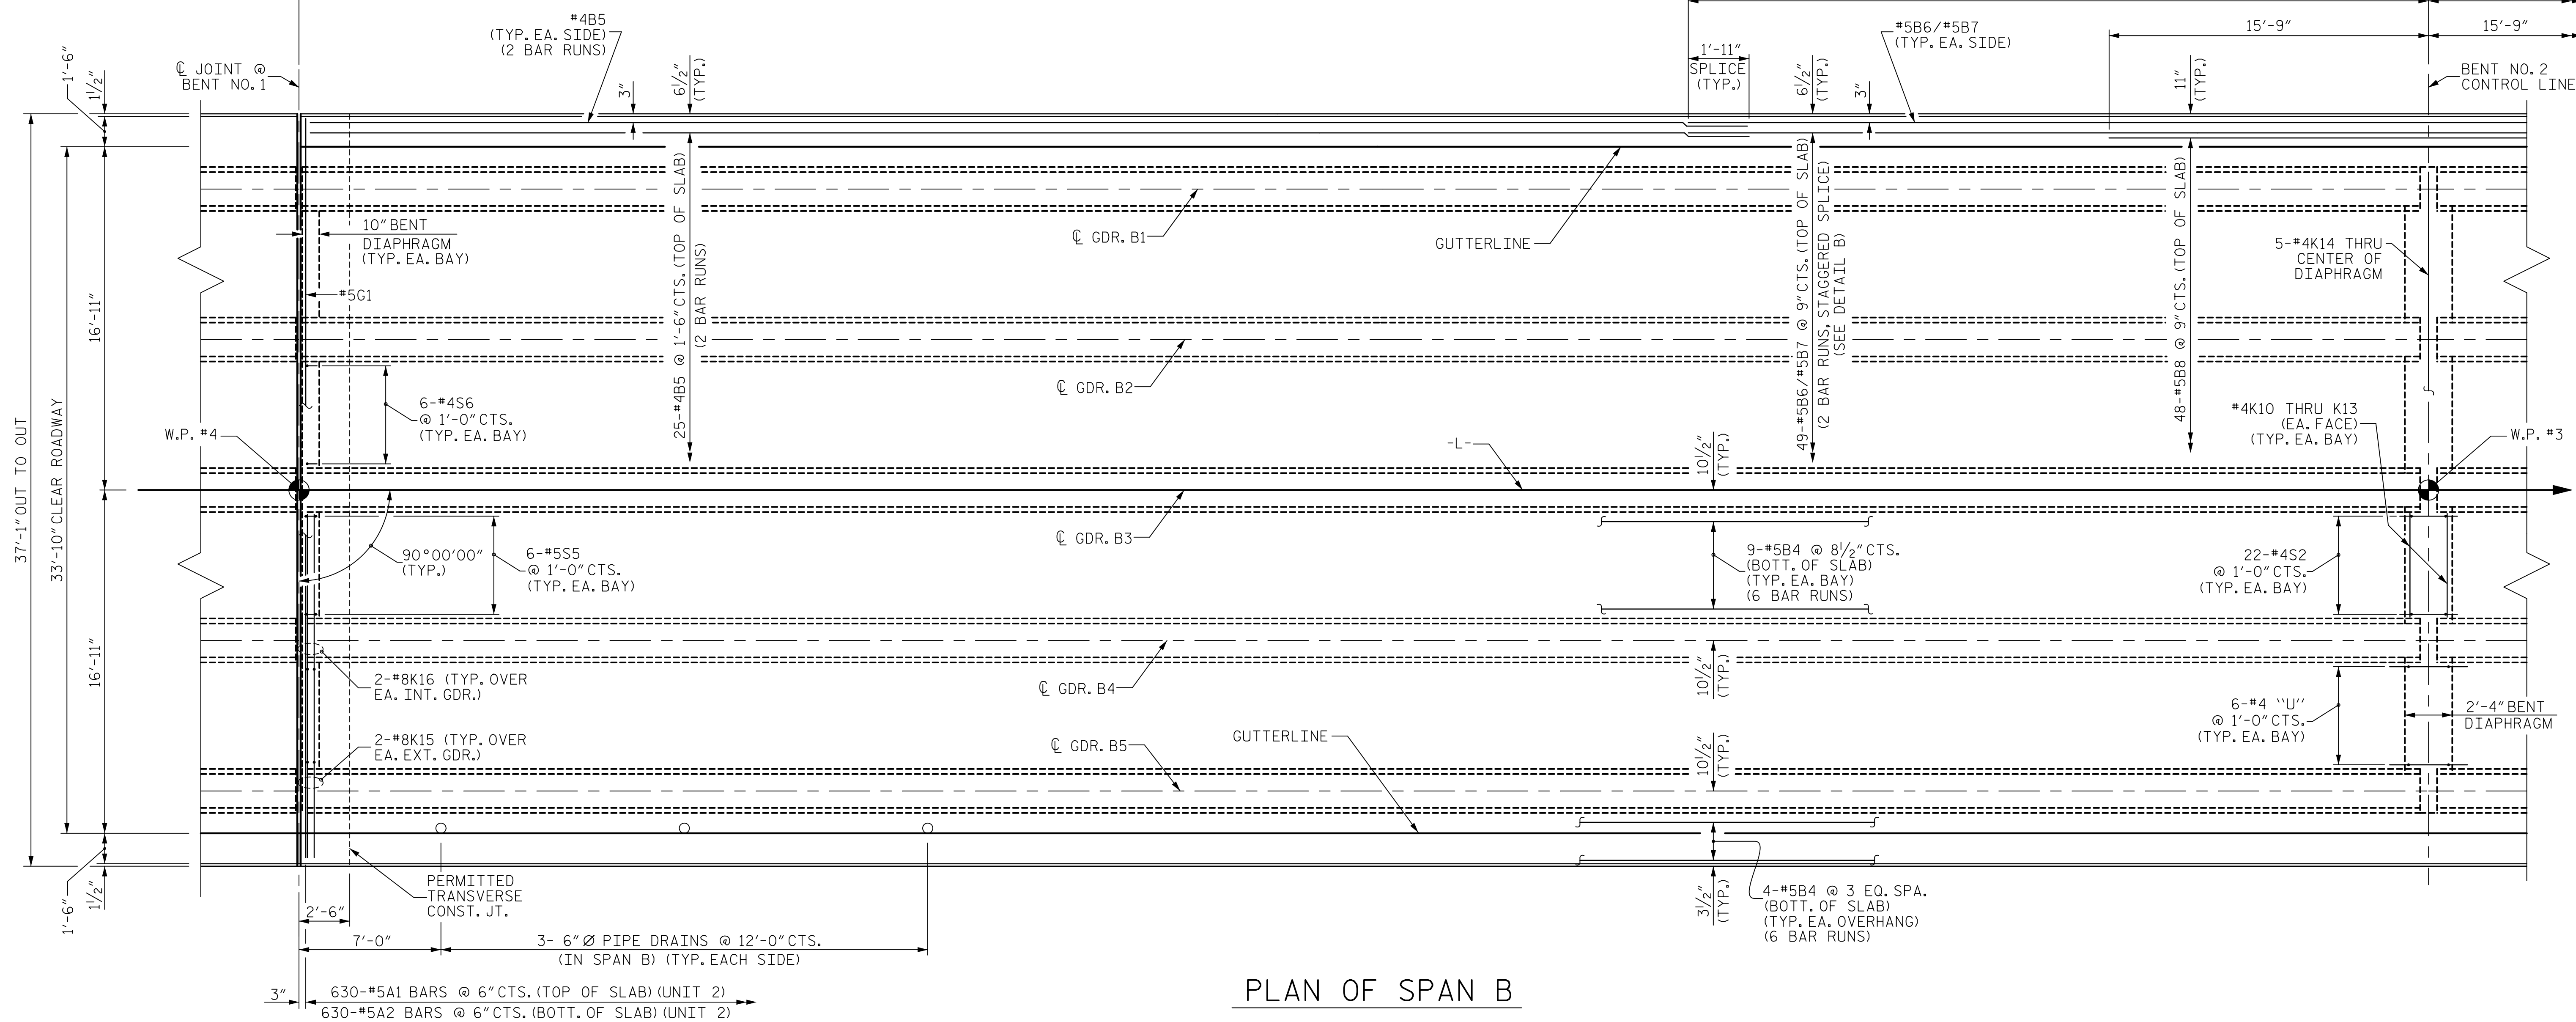 #4B5
(TYP. EA. SIDE)
(2 BAR RUNS)
#5B6/#5B7
(TYP. EA. SIDE)
15'-9"
15'-9"
1'-11"
SPLICE
(TYP.)
℄ JOINT @
BENT NO. 1
BENT NO. 2
CONTROL LINE
1'-6"
1½"
3"
6½"
(TYP.)
6½"
(TYP.)
3"
11"
(TYP.)
37'-1" OUT TO OUT
33'-10" CLEAR ROADWAY
16'-11"
16'-11"
1'-6"
1½"
10" BENT
DIAPHRAGM
(TYP. EA. BAY)
#5G1
25-#4B5 @ 1'-6" CTS. (TOP OF SLAB)
(2 BAR RUNS)
℄ GDR. B1
GUTTERLINE
49-#5B6/#5B7 @ 9" CTS. (TOP OF SLAB)
(2 BAR RUNS, STAGGERED SPLICE)
(SEE DETAIL B)
48-#5B8 @ 9" CTS. (TOP OF SLAB)
5-#4K14 THRU
CENTER OF
DIAPHRAGM
℄ GDR. B2
6-#4S6
@ 1'-0" CTS.
(TYP. EA. BAY)
#4K10 THRU K13
(EA. FACE)
(TYP. EA. BAY)
W.P. #4
-L-
10½"
(TYP.)
W.P. #3
℄ GDR. B3
90°00'00"
(TYP.)
6-#5S5
@ 1'-0" CTS.
(TYP. EA. BAY)
9-#5B4 @ 8½" CTS.
(BOTT. OF SLAB)
(TYP. EA. BAY)
(6 BAR RUNS)
22-#4S2
@ 1'-0" CTS.
(TYP. EA. BAY)
2-#8K16 (TYP. OVER
EA. INT. GDR.)
℄ GDR. B4
10½"
(TYP.)
6-#4 "U"
@ 1'-0" CTS.
(TYP. EA. BAY)
2'-4" BENT
DIAPHRAGM
2-#8K15 (TYP. OVER
EA. EXT. GDR.)
℄ GDR. B5
GUTTERLINE
10½"
(TYP.)
PERMITTED
TRANSVERSE
CONST. JT.
2'-6"
3½"
(TYP.)
4-#5B4 @ 3 EQ. SPA.
(BOTT. OF SLAB)
(TYP. EA. OVERHANG)
(6 BAR RUNS)
7'-0"
3- 6"Ø PIPE DRAINS @ 12'-0" CTS.
(IN SPAN B) (TYP. EACH SIDE)
3"
630-#5A1 BARS @ 6" CTS. (TOP OF SLAB) (UNIT 2)
630-#5A2 BARS @ 6" CTS. (BOTT. OF SLAB) (UNIT 2)
PLAN OF SPAN B